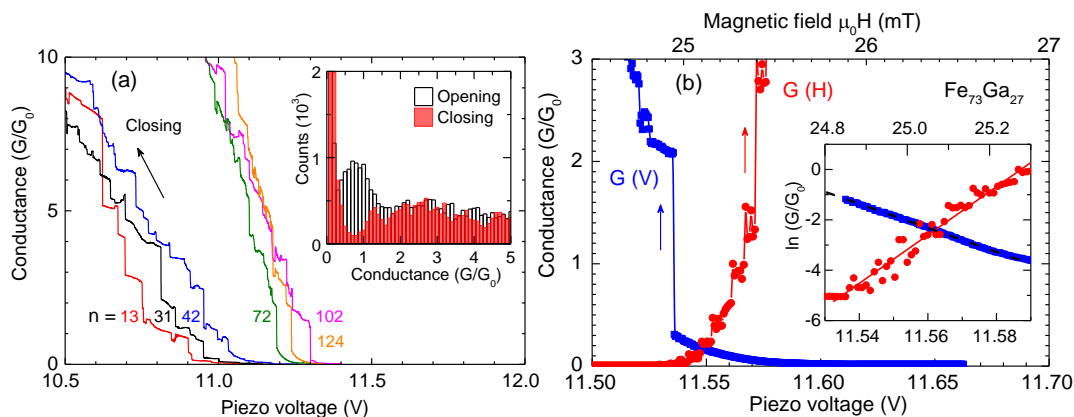 (a)
Closing
n = 13 31 42 72 102
124
10
5
0
10.5 11.0 11.5 12.0
Piezo voltage (V)
Conductance (G/G0)
Opening
Closing
2
1
0
0 1 2 3 4 5
Counts (10^3)
Conductance (G/G0)
Magnetic field μ0H (mT)
25 26 27
(b)
G (H)
Fe73Ga27
G (V)
3
2
1
0
11.50 11.55 11.60 11.65 11.70
Piezo voltage (V)
Conductance (G/G0)
24.8 25.0 25.2
0
-2
-4
-6
11.54 11.56 11.58
ln (G/G0)